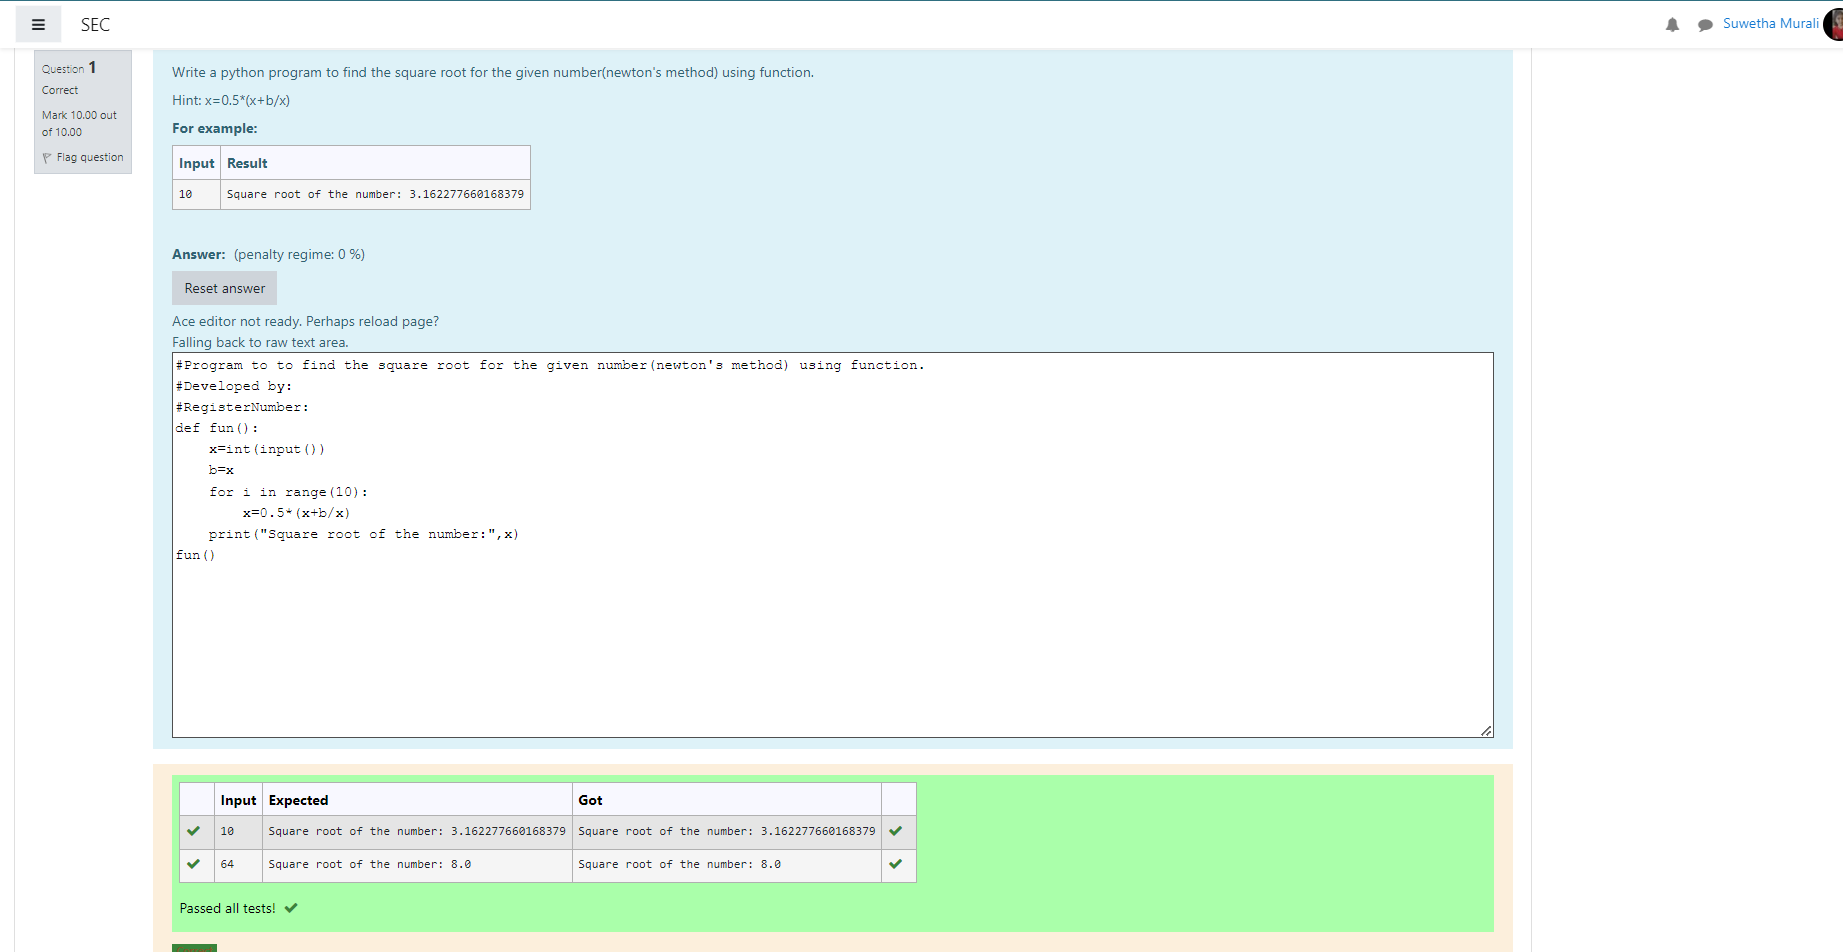 SEC
Suwetha Murali
Question 1
Correct
Mark 10.00 out
of 10.00
Flag question
Write a python program to find the square root for the given number(newton's method) using function.
Hint: x=0.5*(x+b/x)
For example:
Input Result
10 Square root of the number: 3.162277660168379
Answer: (penalty regime: 0 %)
Reset answer
Ace editor not ready. Perhaps reload page?
Falling back to raw text area.
#Program to to find the square root for the given number(newton's method) using function.
#Developed by:
#RegisterNumber:
def fun():
    x=int(input())
    b=x
    for i in range(10):
        x=0.5*(x+b/x)
    print("Square root of the number:",x)
fun()
Input Expected Got
10 Square root of the number: 3.162277660168379 Square root of the number: 3.162277660168379
64 Square root of the number: 8.0 Square root of the number: 8.0
Passed all tests!